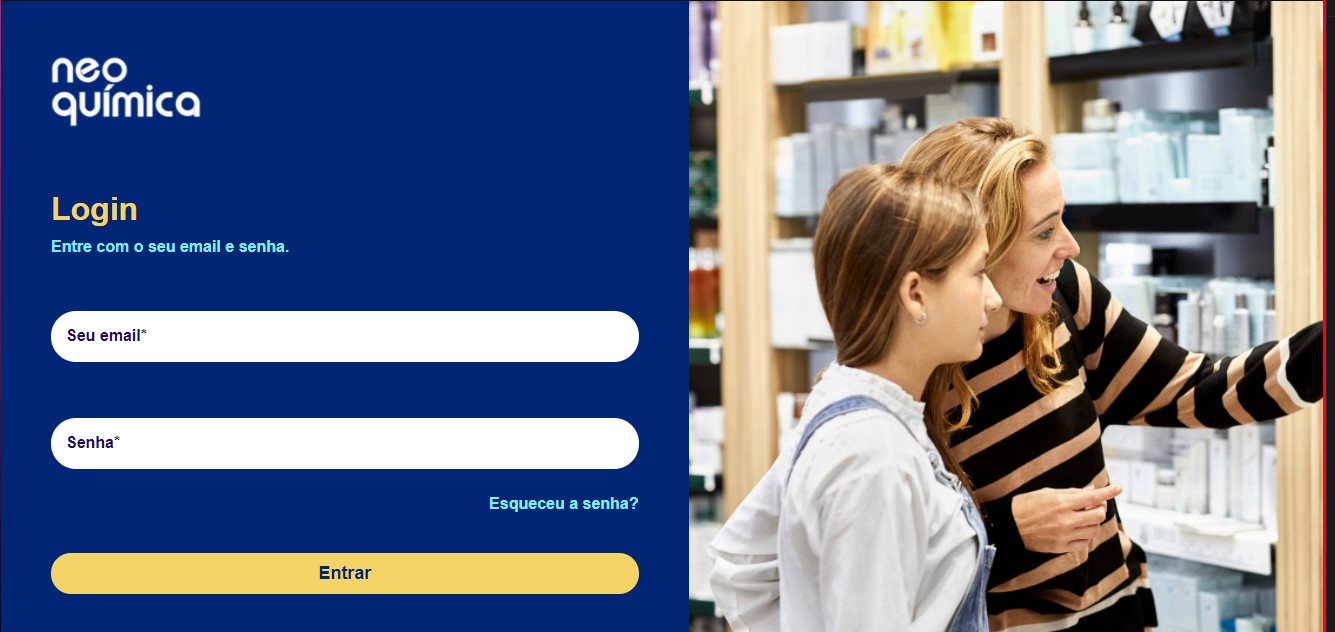 neo
química
Login
Entre com o seu email e senha.
Seu email*
Senha*
Esqueceu a senha?
Entrar